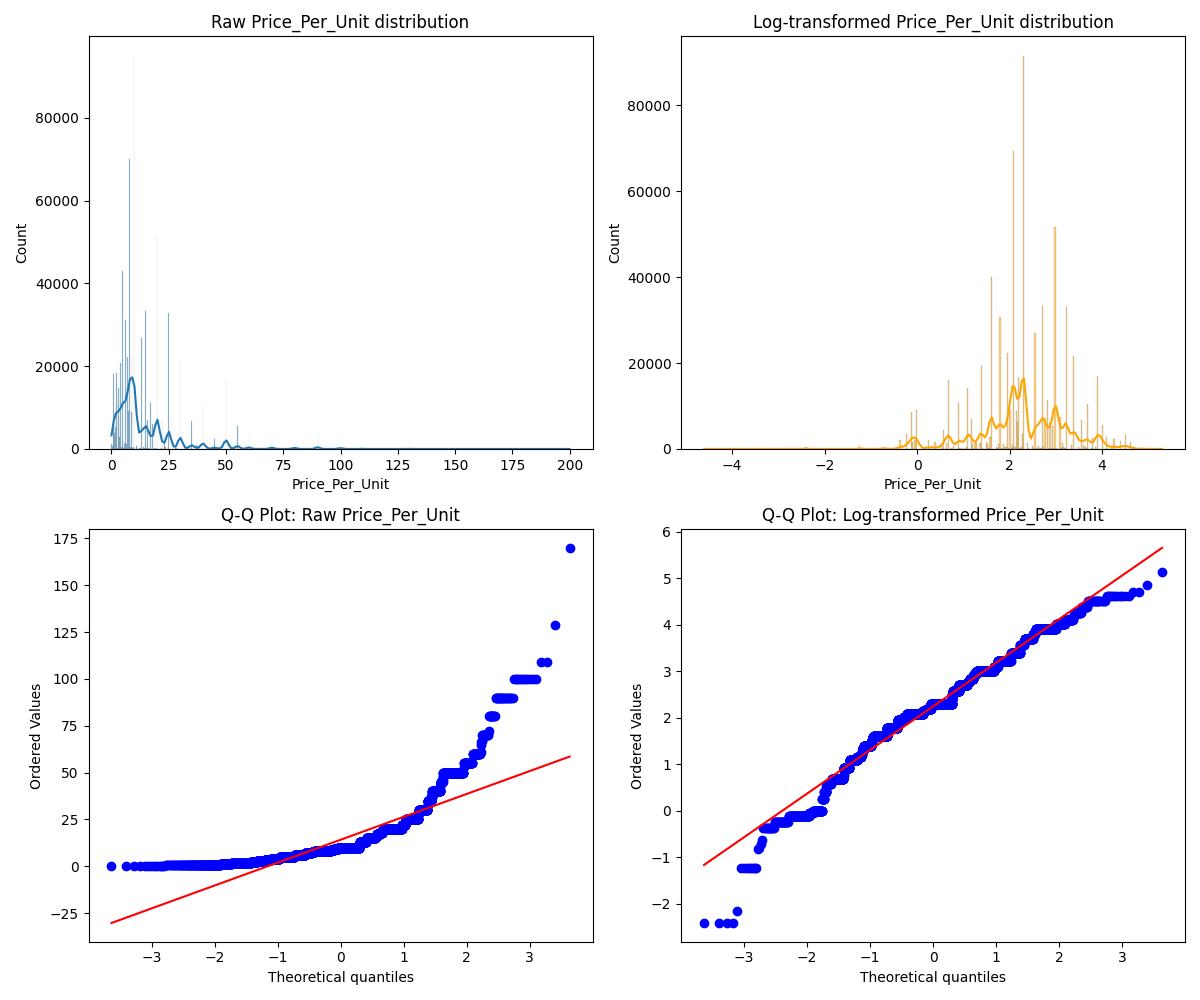 Raw Price_Per_Unit distribution
Count
80000
60000
40000
20000
0
0 25 50 75 100 125 150 175 200
Price_Per_Unit
Log-transformed Price_Per_Unit distribution
Count
80000
60000
40000
20000
0
−4 −2 0 2 4
Price_Per_Unit
Q-Q Plot: Raw Price_Per_Unit
Ordered Values
175
150
125
100
75
50
25
0
−25
−3 −2 −1 0 1 2 3
Theoretical quantiles
Q-Q Plot: Log-transformed Price_Per_Unit
Ordered Values
6
5
4
3
2
1
0
−1
−2
−3 −2 −1 0 1 2 3
Theoretical quantiles